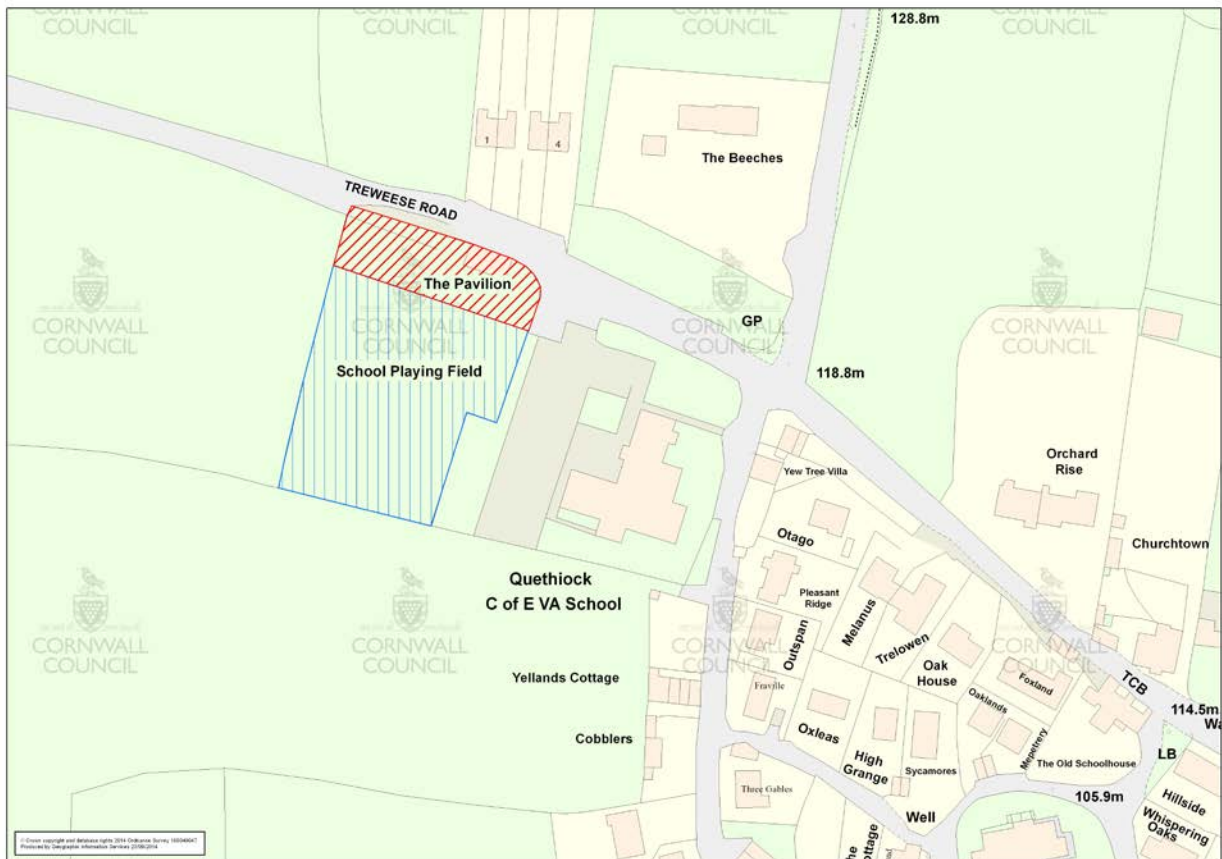 CORNWALL
COUNCIL
CORNWALL
COUNCIL
CORNWALL
COUNCIL
CORNWALL
COUNCIL
128.8m
1
4
The Beeches
TREWEESE ROAD
CORNWALL
COUNCIL
CORNWALL
COUNCIL
CORNWALL
COUNCIL
CORNWALL
COUNCIL
The Pavilion
GP
School Playing Field
118.8m
Yew Tree Villa
Orchard
Rise
Otago
Churchtown
Quethiock
C of E VA School
Pleasant
Ridge
Melanus
Outspan
Trelowen
CORNWALL
COUNCIL
CORNWALL
COUNCIL
CORNWALL
COUNCIL
CORNWALL
COUNCIL
Oak
House
Yellands Cottage
Fraville
Foxland
Oaklands
TCB
114.5m
Wa
Cobblers
Oxleas
High
Grange
Sycamores
Mepetrery
The Old Schoolhouse
LB
Three Gables
105.9m
Hillside
Whispering
Oaks
Well
The
ottage